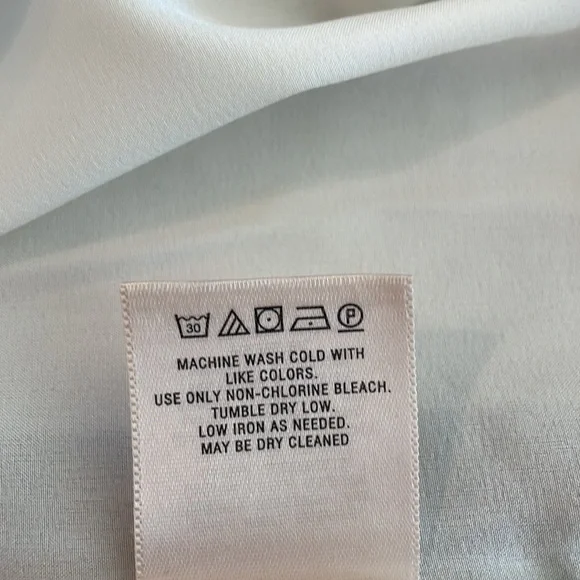 30 P
MACHINE WASH COLD WITH
LIKE COLORS.
USE ONLY NON-CHLORINE BLEACH.
TUMBLE DRY LOW.
LOW IRON AS NEEDED.
MAY BE DRY CLEANED